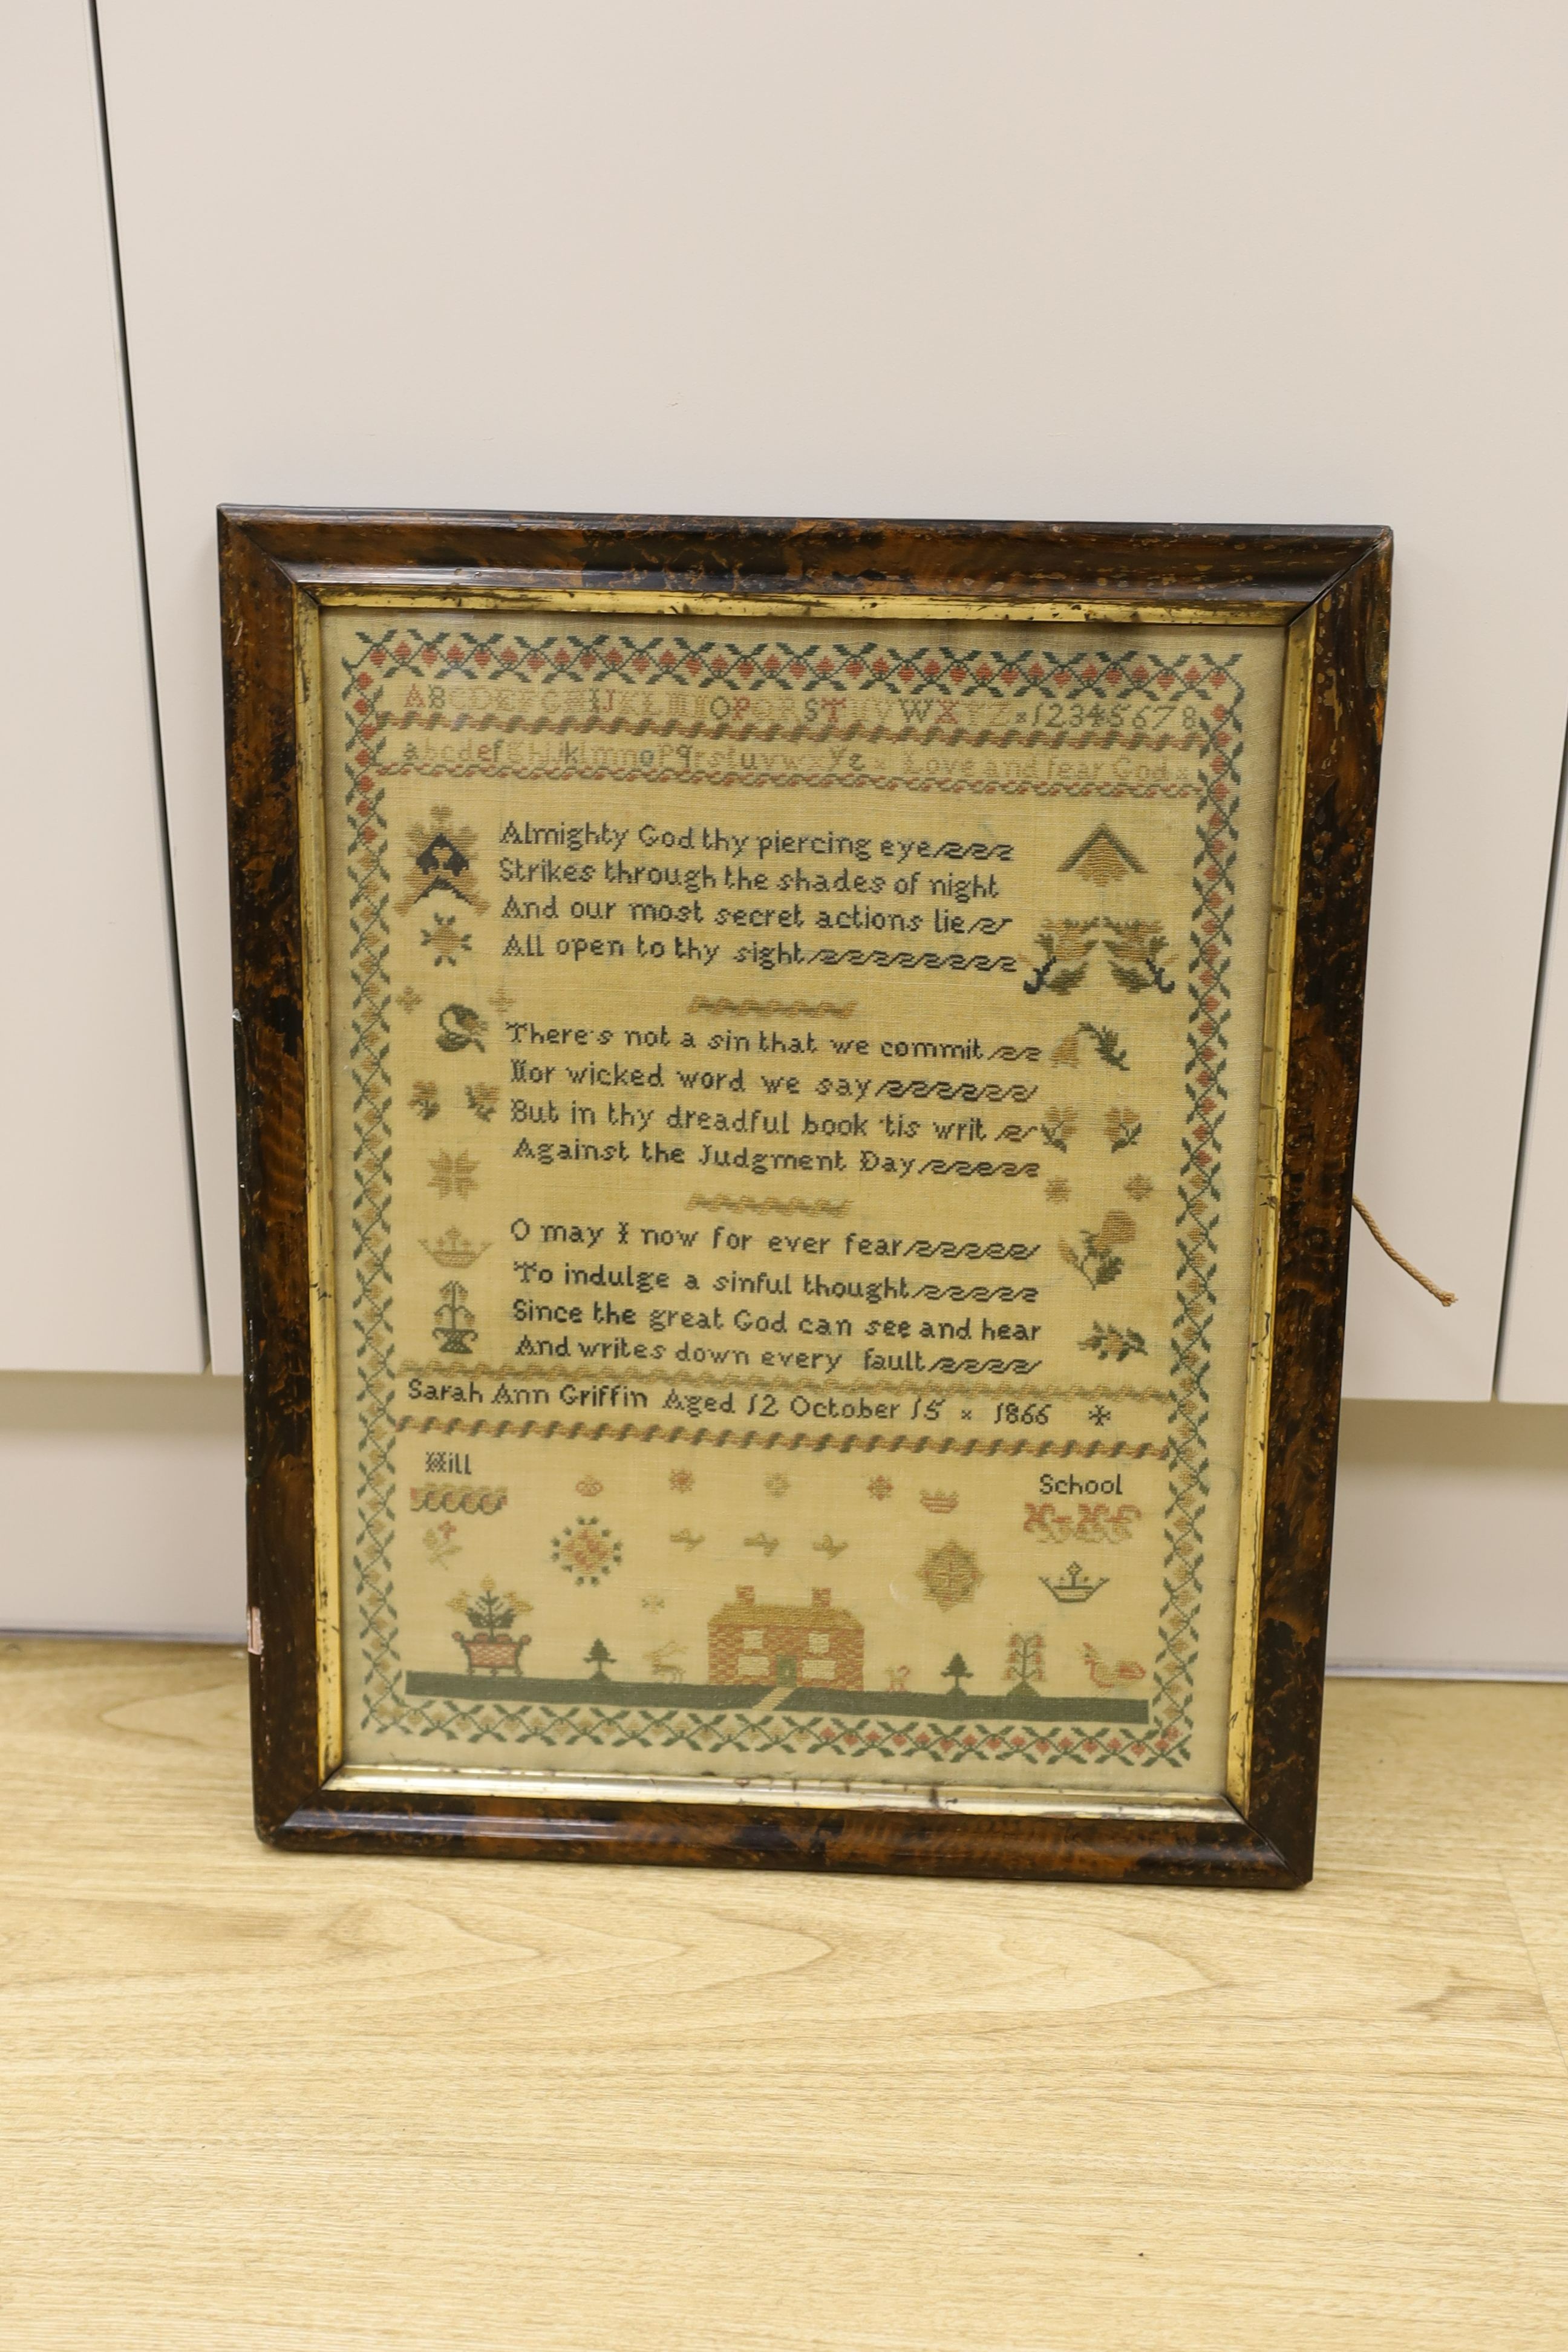 ABCDEFGHIJKLMNOPQRSTUVWXYZ 12345678
abcdefghijklmnopqrstuvwxyz Love and fear God
Almighty God thy piercing eye
Strikes through the shades of night
And our most secret actions lie
All open to thy sight
There's not a sin that we commit
Nor wicked word we say
But in thy dreadful book 'tis writ
Against the Judgment Day
O may I now for ever fear
To indulge a sinful thought
Since the great God can see and hear
And writes down every fault
Sarah Ann Griffin Aged 12 October 15 x 1866
School